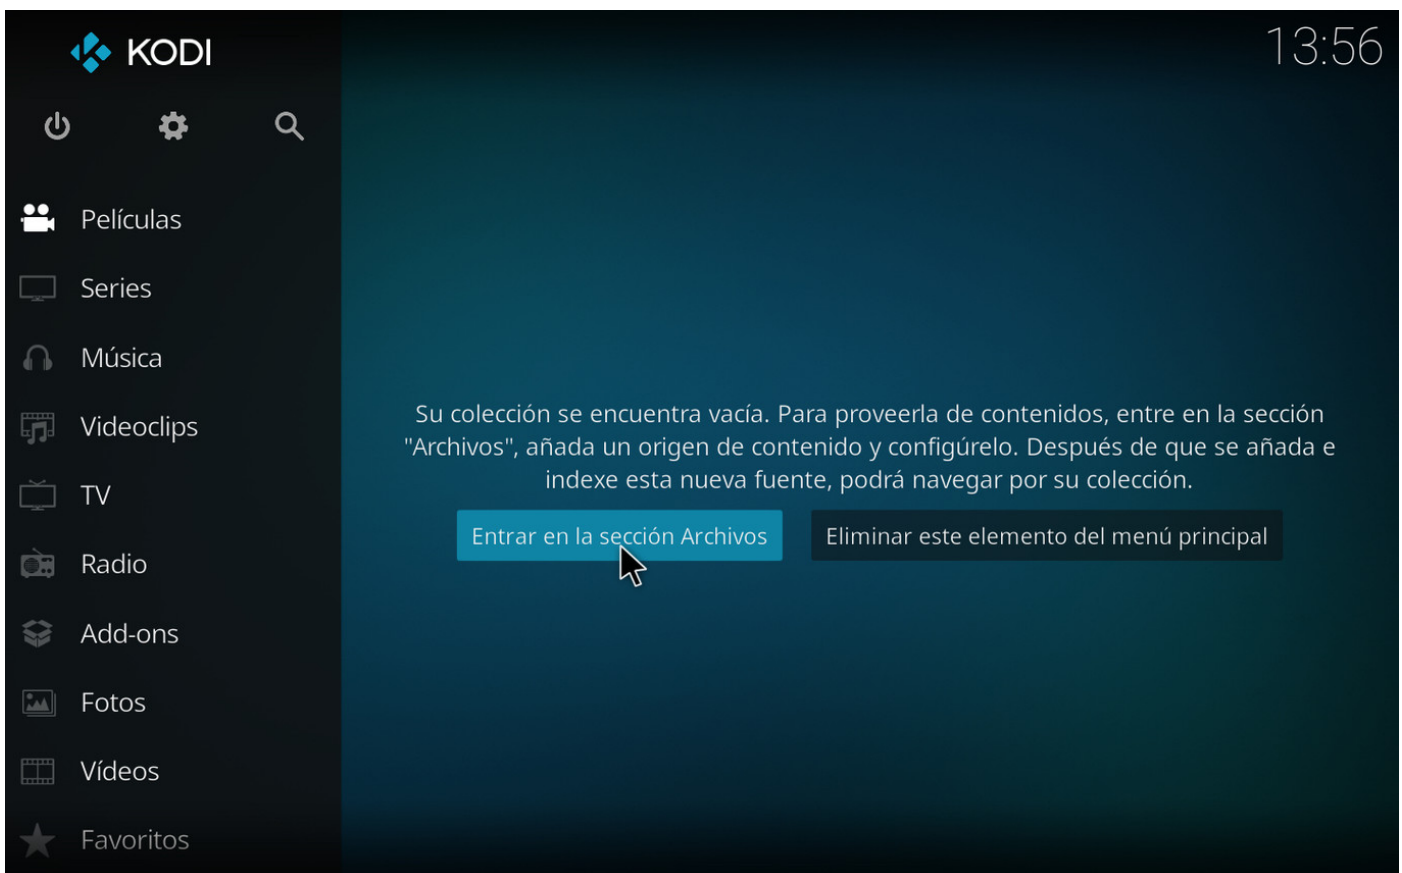 KODI
13:56
Películas
Series
Música
Videoclips
TV
Radio
Add-ons
Fotos
Vídeos
Favoritos
Su colección se encuentra vacía. Para proveerla de contenidos, entre en la sección
"Archivos", añada un origen de contenido y configúrelo. Después de que se añada e
indexe esta nueva fuente, podrá navegar por su colección.
Entrar en la sección Archivos
Eliminar este elemento del menú principal